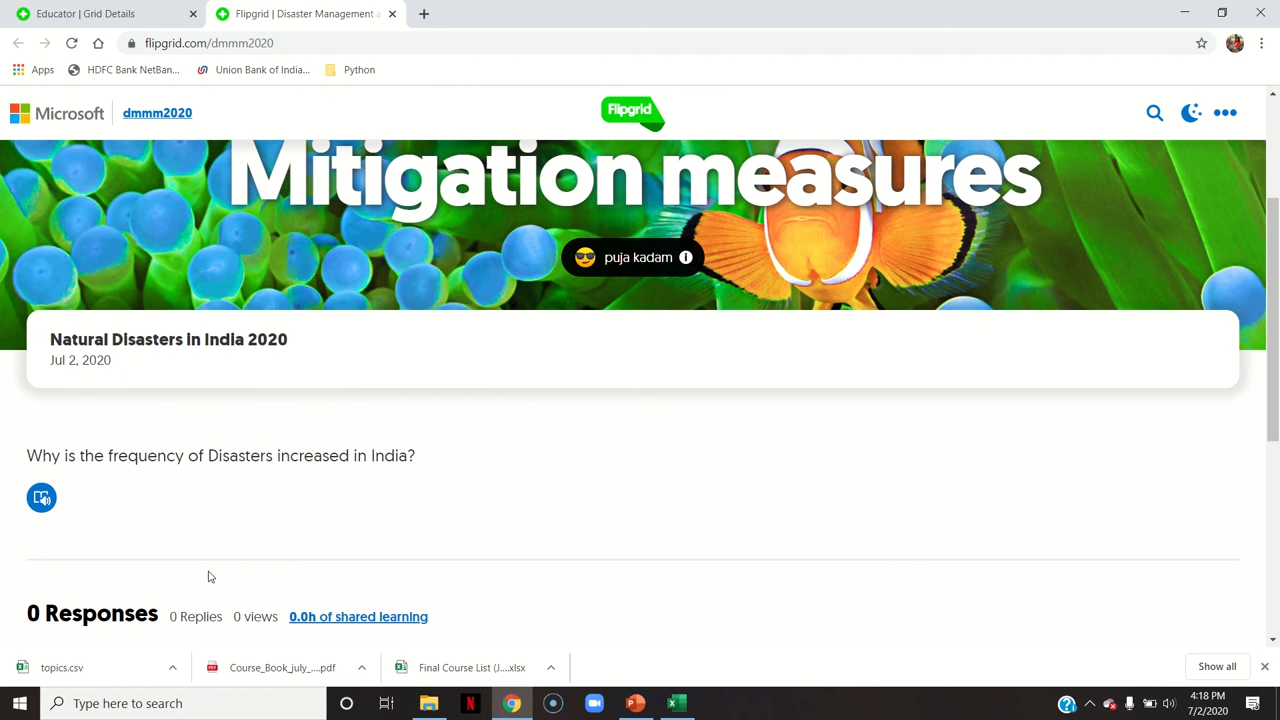 Educator | Grid Details
Flipgrid | Disaster Management
flipgrid.com/dmmm2020
Apps
HDFC Bank NetBan...
Union Bank of India...
Python
Microsoft
dmmm2020
Flipgrid
Mitigation measures
puja kadam
Natural Disasters in India 2020
Jul 2, 2020
Why is the frequency of Disasters increased in India?
0 Responses 0 Replies 0 views 0.0h of shared learning
topics.csv
Course_Book_july_....pdf
Final Course List (J....xlsx
Show all
Type here to search
4:18 PM
7/2/2020